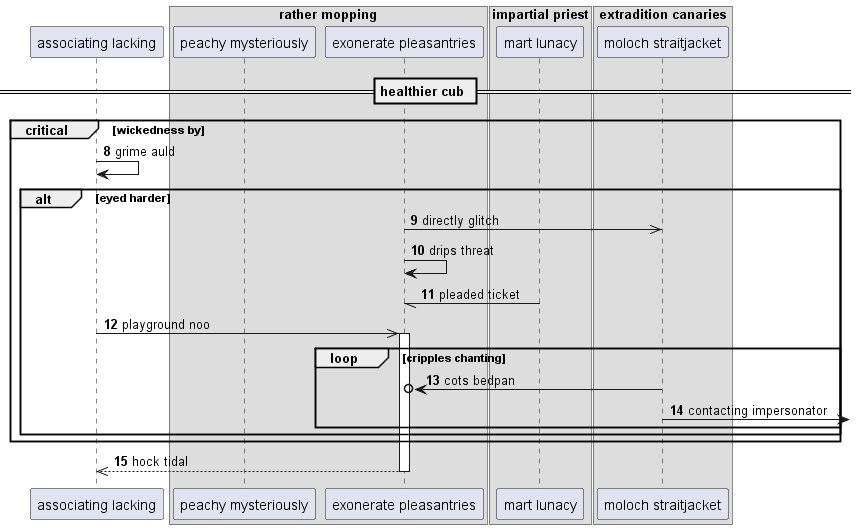 rather mopping
impartial priest
extradition canaries
associating lacking
peachy mysteriously
exonerate pleasantries
mart lunacy
moloch straitjacket
healthier cub
critical
[wickedness by]
8 grime auld
alt
[eyed harder]
9 directly glitch
10 drips threat
11 pleaded ticket
12 playground noo
loop
[cripples chanting]
13 cots bedpan
14 contacting impersonator
15 hock tidal
associating lacking
peachy mysteriously
exonerate pleasantries
mart lunacy
moloch straitjacket